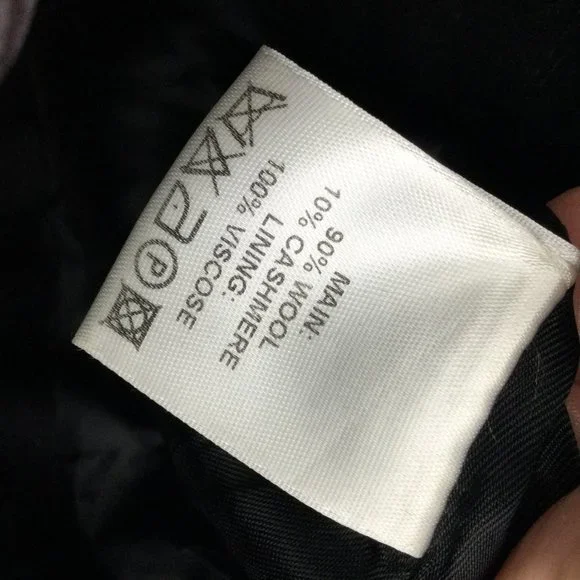 MAIN:
90% WOOL
10% CASHMERE
LINING:
100% VISCOSE
P